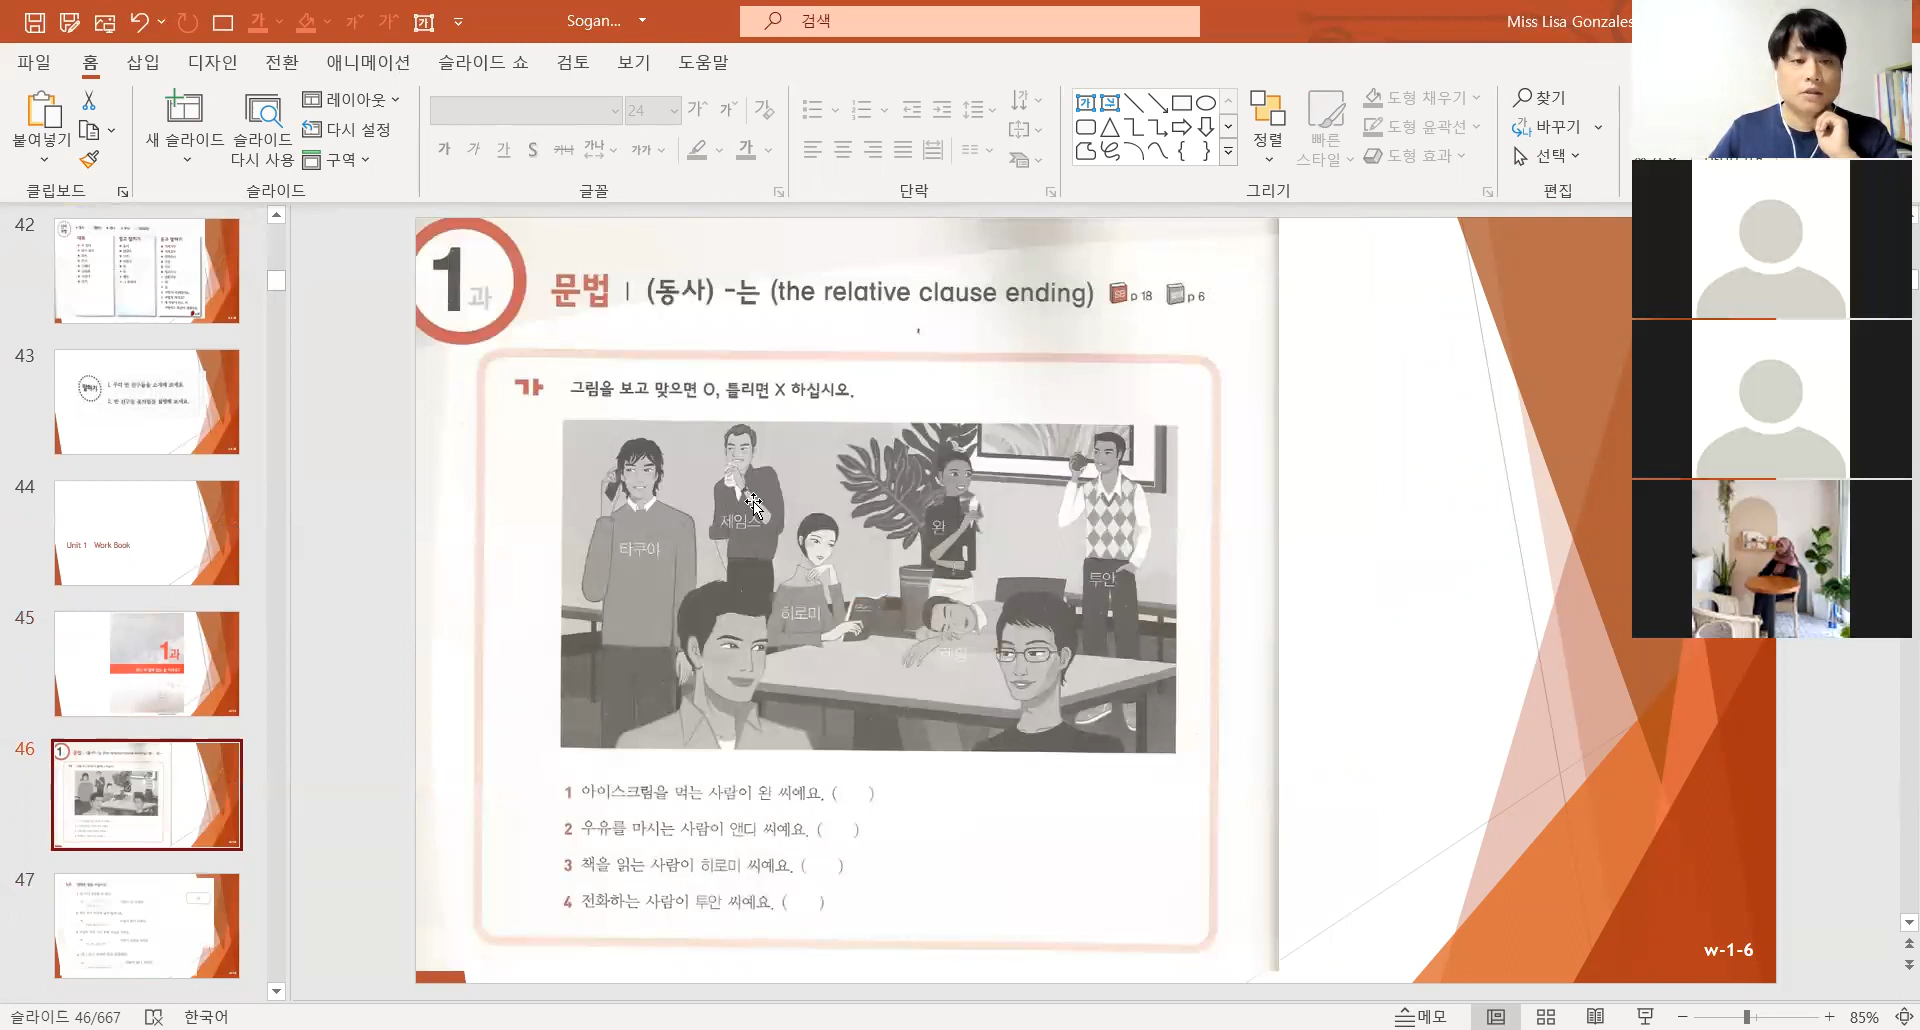 Sogan...
검색
Miss Lisa Gonzales
파일 홈 삽입 디자인 전환 애니메이션 슬라이드 쇼 검토 보기 도움말
붙여넣기
새 슬라이드
슬라이드 다시 사용
레이아웃
다시 설정
구역
24
정렬
빠른 스타일
도형 채우기
도형 윤곽선
도형 효과
찾기
바꾸기
선택
클립보드 슬라이드 글꼴 단락 그리기 편집
42
43
44
Unit 1 Work Book
45
1과
46
47
1과
문법 | (동사) -는 (the relative clause ending) SB p 18 p 6
가 그림을 보고 맞으면 O, 틀리면 X 하십시오.
타쿠야
제임스
히로미
완
투안
1 아이스크림을 먹는 사람이 완 씨예요. ( )
2 우유를 마시는 사람이 앤디 씨예요. ( )
3 책을 읽는 사람이 히로미 씨예요. ( )
4 전화하는 사람이 투안 씨예요. ( )
w-1-6
슬라이드 46/667
한국어
메모
85%